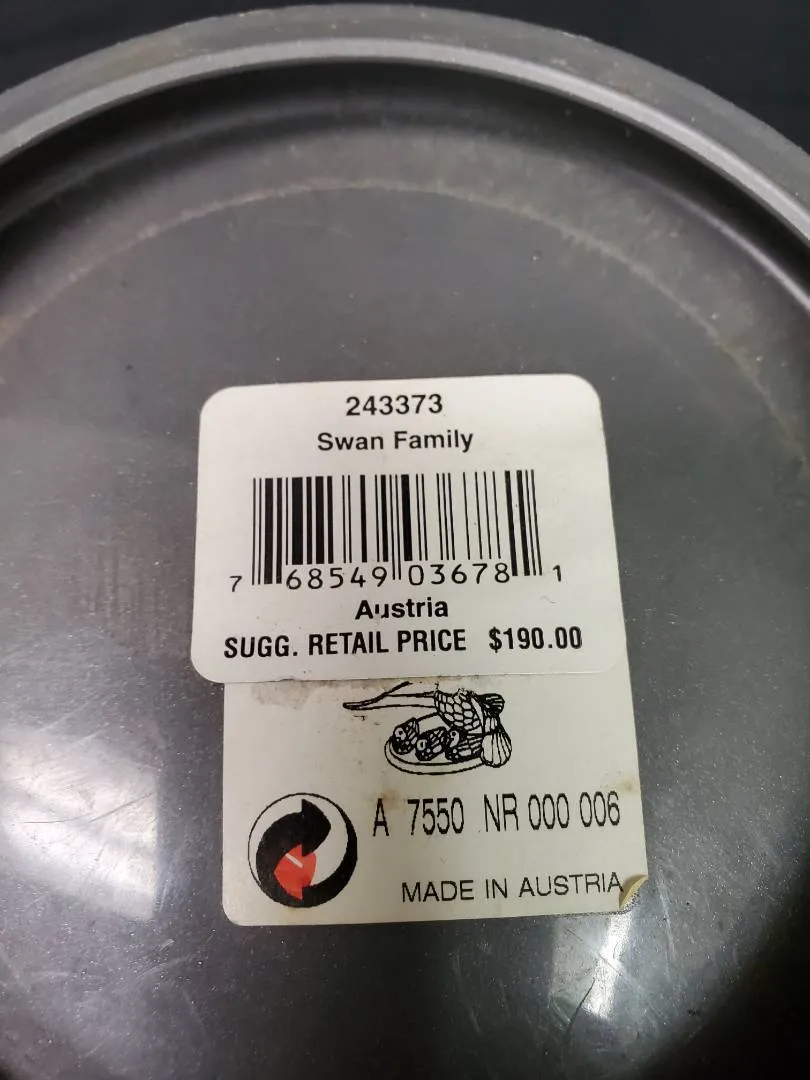 243373
Swan Family
7 68549 03678 1
Austria
SUGG. RETAIL PRICE $190.00
A 7550 NR 000 006
MADE IN AUSTRIA